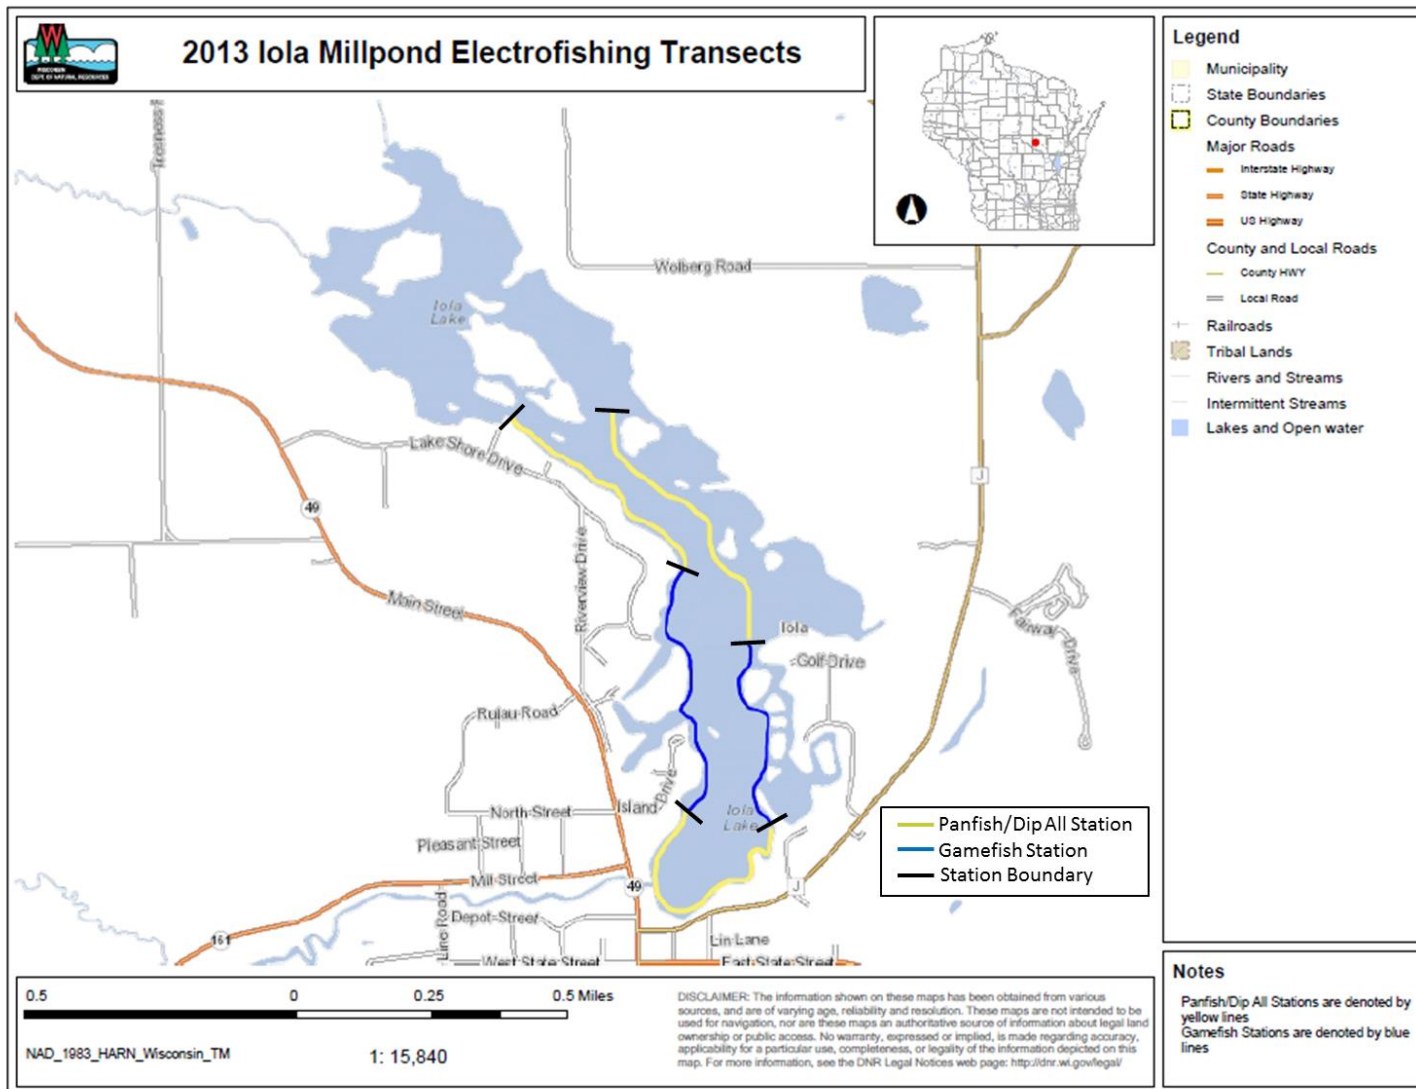 WISCONSIN
DEPT. OF NATURAL RESOURCES
2013 Iola Millpond Electrofishing Transects
Legend
Municipality
State Boundaries
County Boundaries
Major Roads
Interstate Highway
State Highway
US Highway
County and Local Roads
County HWY
Local Road
Railroads
Tribal Lands
Rivers and Streams
Intermittent Streams
Lakes and Open water
Tresness
Wolberg Road
Iola
Lake
Lake Shore Drive
J
49
Riverview Drive
Main Street
Iola
Fairway Drive
Golf Drive
Rulau Road
Island Drive
North Street
Iola
Lake
Pleasant Street
Mill Street
49
J
Depot Street
Line Road
161
Lin Lane
West State Street
East State Street
Panfish/Dip All Station
Gamefish Station
Station Boundary
0.5 0 0.25 0.5 Miles
NAD_1983_HARN_Wisconsin_TM
1: 15,840
DISCLAIMER: The information shown on these maps has been obtained from various
sources, and are of varying age, reliability and resolution. These maps are not intended to be
used for navigation, nor are these maps an authoritative source of information about legal land
ownership or public access. No warranty, expressed or implied, is made regarding accuracy,
applicability for a particular use, completeness, or legality of the information depicted on this
map. For more information, see the DNR Legal Notices web page: http://dnr.wi.gov/legal/
Notes
Panfish/Dip All Stations are denoted by
yellow lines
Gamefish Stations are denoted by blue
lines